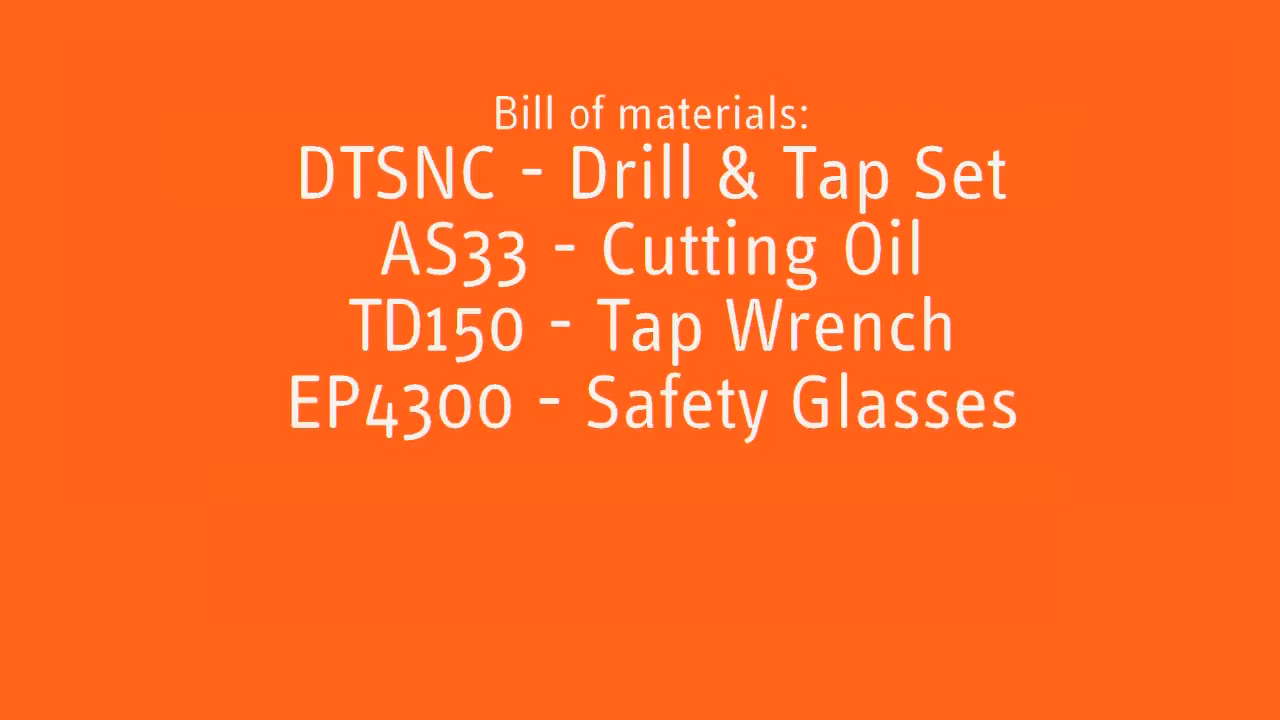 Bill of materials:
DTSNC - Drill & Tap Set
AS33 - Cutting Oil
TD150 - Tap Wrench
EP4300 - Safety Glasses